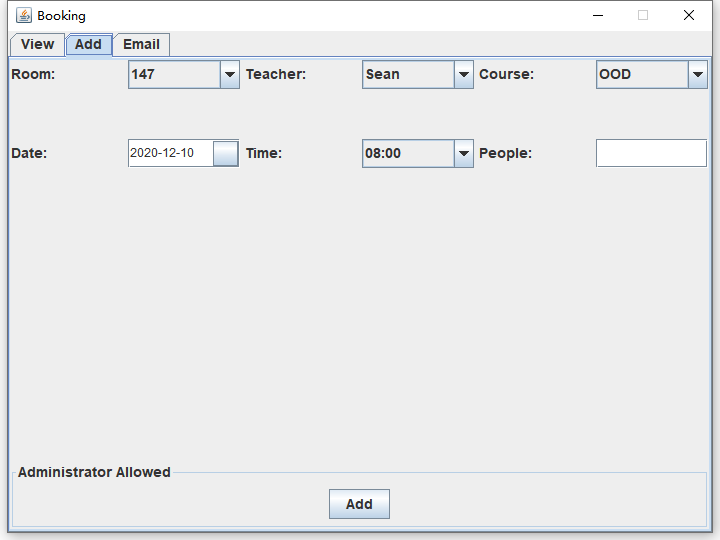 Booking
View Add Email
Room: 147 Teacher: Sean Course: OOD
Date: 2020-12-10 Time: 08:00 People:
Administrator Allowed
Add